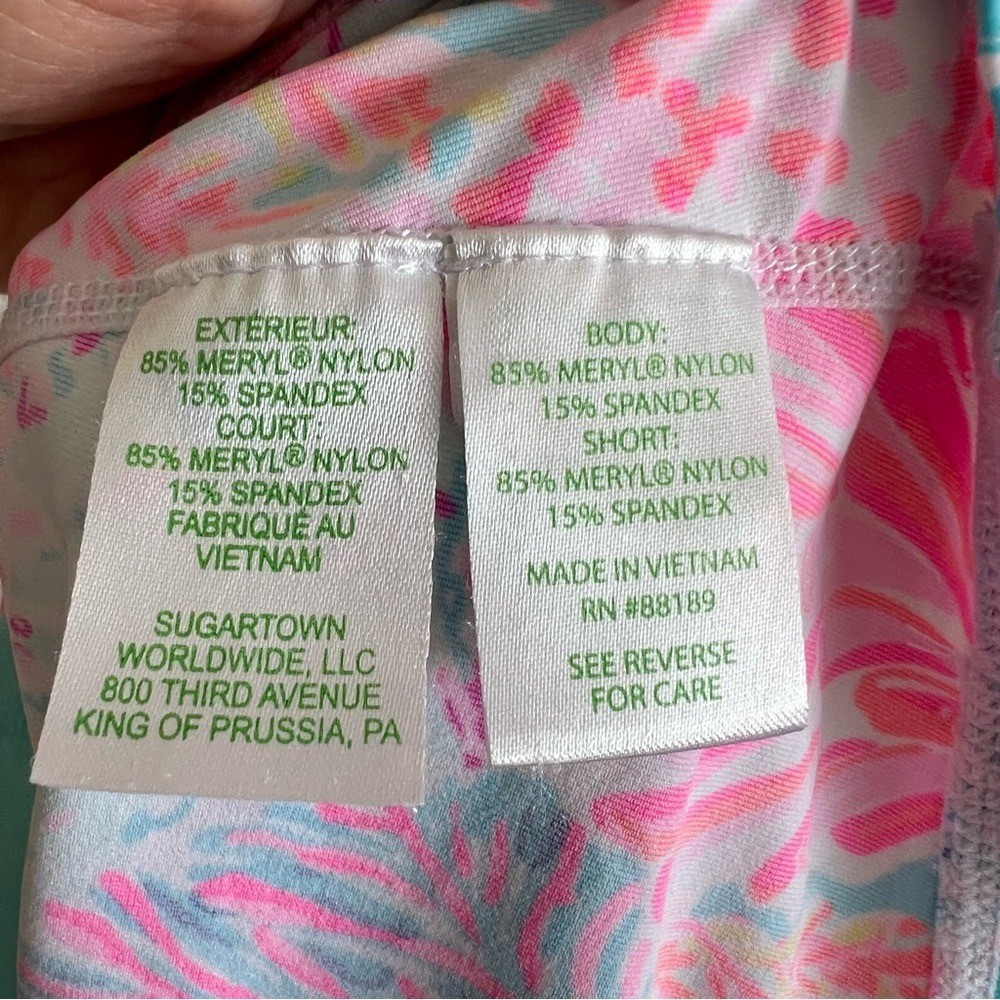 EXTÉRIEUR:
85% MERYL® NYLON
15% SPANDEX
COURT:
85% MERYL® NYLON
15% SPANDEX
FABRIQUÉ AU
VIETNAM
SUGARTOWN
WORLDWIDE, LLC
800 THIRD AVENUE
KING OF PRUSSIA, PA
BODY:
85% MERYL® NYLON
15% SPANDEX
SHORT:
85% MERYL® NYLON
15% SPANDEX
MADE IN VIETNAM
RN #88189
SEE REVERSE
FOR CARE